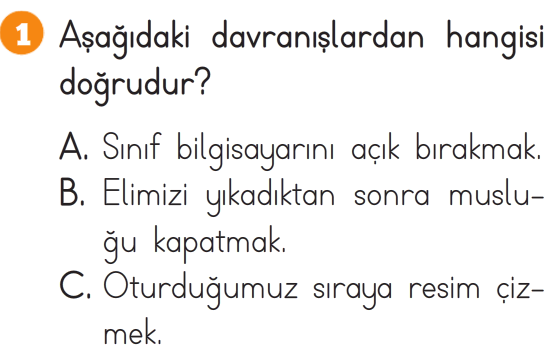 1 Aşağıdaki davranışlardan hangisi
doğrudur?
A. Sınıf bilgisayarını açık bırakmak.
B. Elimizi yıkadıktan sonra muslu-
ğu kapatmak.
C. Oturduğumuz sıraya resim çiz-
mek.